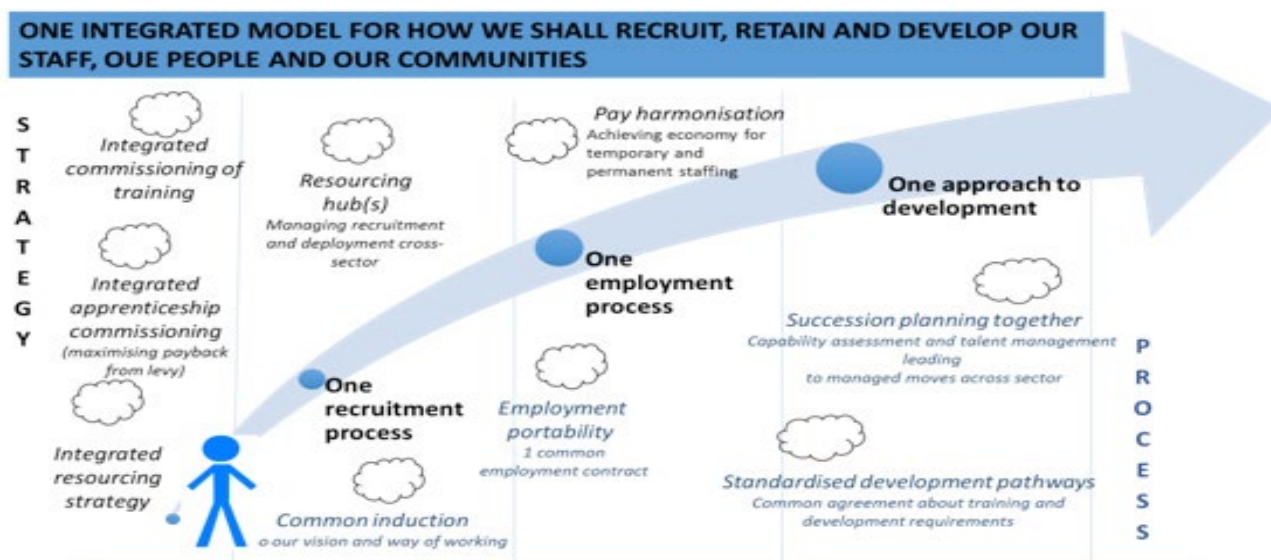 ONE INTEGRATED MODEL FOR HOW WE SHALL RECRUIT, RETAIN AND DEVELOP OUR
STAFF, OUE PEOPLE AND OUR COMMUNITIES
STRATEGY
Integrated
commissioning of
training
Integrated
apprenticeship
commissioning
(maximising payback
from levy)
Integrated
resourcing
strategy
Resourcing
hub(s)
Managing recruitment
and deployment cross-
sector
One
recruitment
process
Common induction
o our vision and way of working
Pay harmonisation
Achieving economy for
temporary and
permanent staffing
One
employment
process
Employment
portability
1 common
employment contract
One approach to
development
Succession planning together
Capability assessment and talent management
leading
to managed moves across sector
Standardised development pathways
Common agreement about training and
development requirements
PROCESS